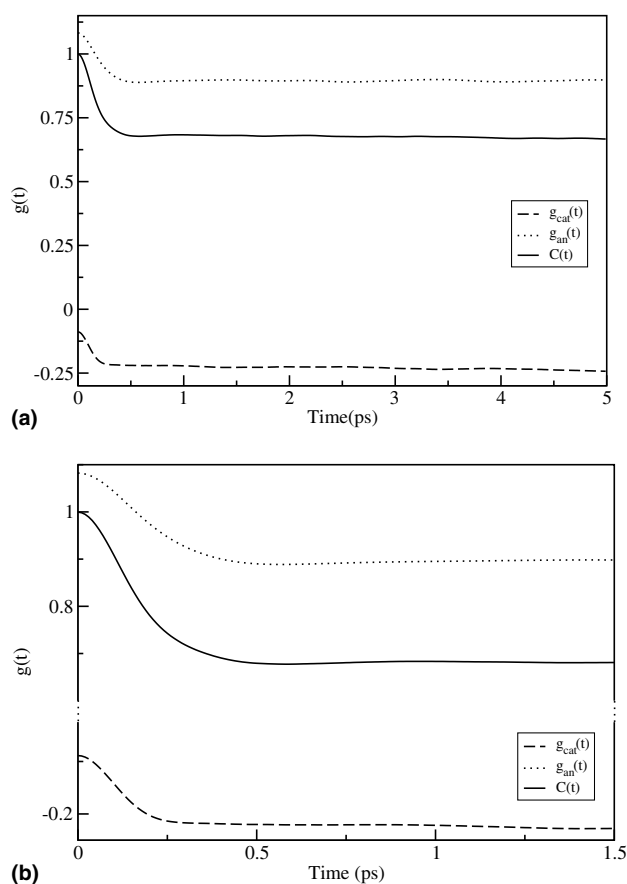 1
0.75
0.5
0.25
0
-0.25
g(t)
g_cat(t)
g_an(t)
C(t)
0 1 2 3 4 5
Time(ps)
(a)
1
0.8
-0.2
g(t)
g_cat(t)
g_an(t)
C(t)
0 0.5 1 1.5
Time (ps)
(b)